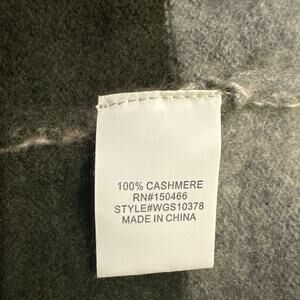 100% CASHMERE
RN#150466
STYLE#WGS10378
MADE IN CHINA